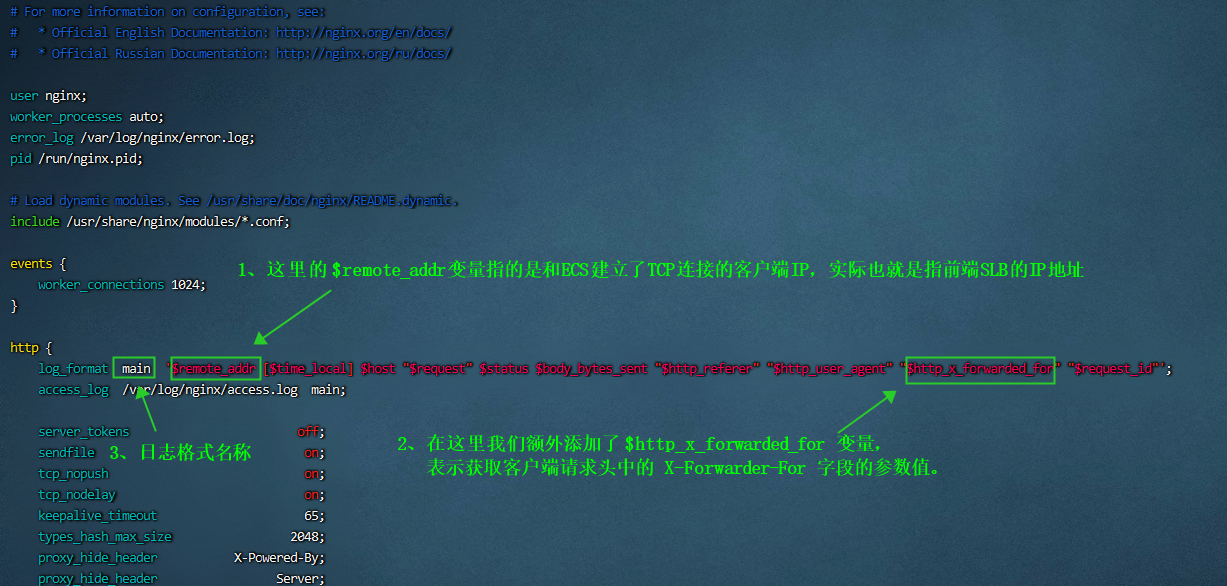 # For more information on configuration, see:
#   * Official English Documentation: http://nginx.org/en/docs/
#   * Official Russian Documentation: http://nginx.org/ru/docs/
user nginx;
worker_processes auto;
error_log /var/log/nginx/error.log;
pid /run/nginx.pid;
# Load dynamic modules. See /usr/share/doc/nginx/README.dynamic.
include /usr/share/nginx/modules/*.conf;
events {
1、这里的$remote_addr变量指的是和ECS建立了TCP连接的客户端IP，实际也就是指前端SLB的IP地址
worker_connections 1024;
}
http {
log_format  main  '$remote_addr [$time_local] $host "$request" $status $body_bytes_sent "$http_referer" "$http_user_agent" "$http_x_forwarded_for" "$request_id"';
access_log  /var/log/nginx/access.log  main;
server_tokens off;
2、在这里我们额外添加了$http_x_forwarded_for 变量，
sendfile on;
3、日志格式名称
表示获取客户端请求头中的 X-Forwarder-For 字段的参数值。
tcp_nopush on;
tcp_nodelay on;
keepalive_timeout 65;
types_hash_max_size 2048;
proxy_hide_header X-Powered-By;
proxy_hide_header Server;